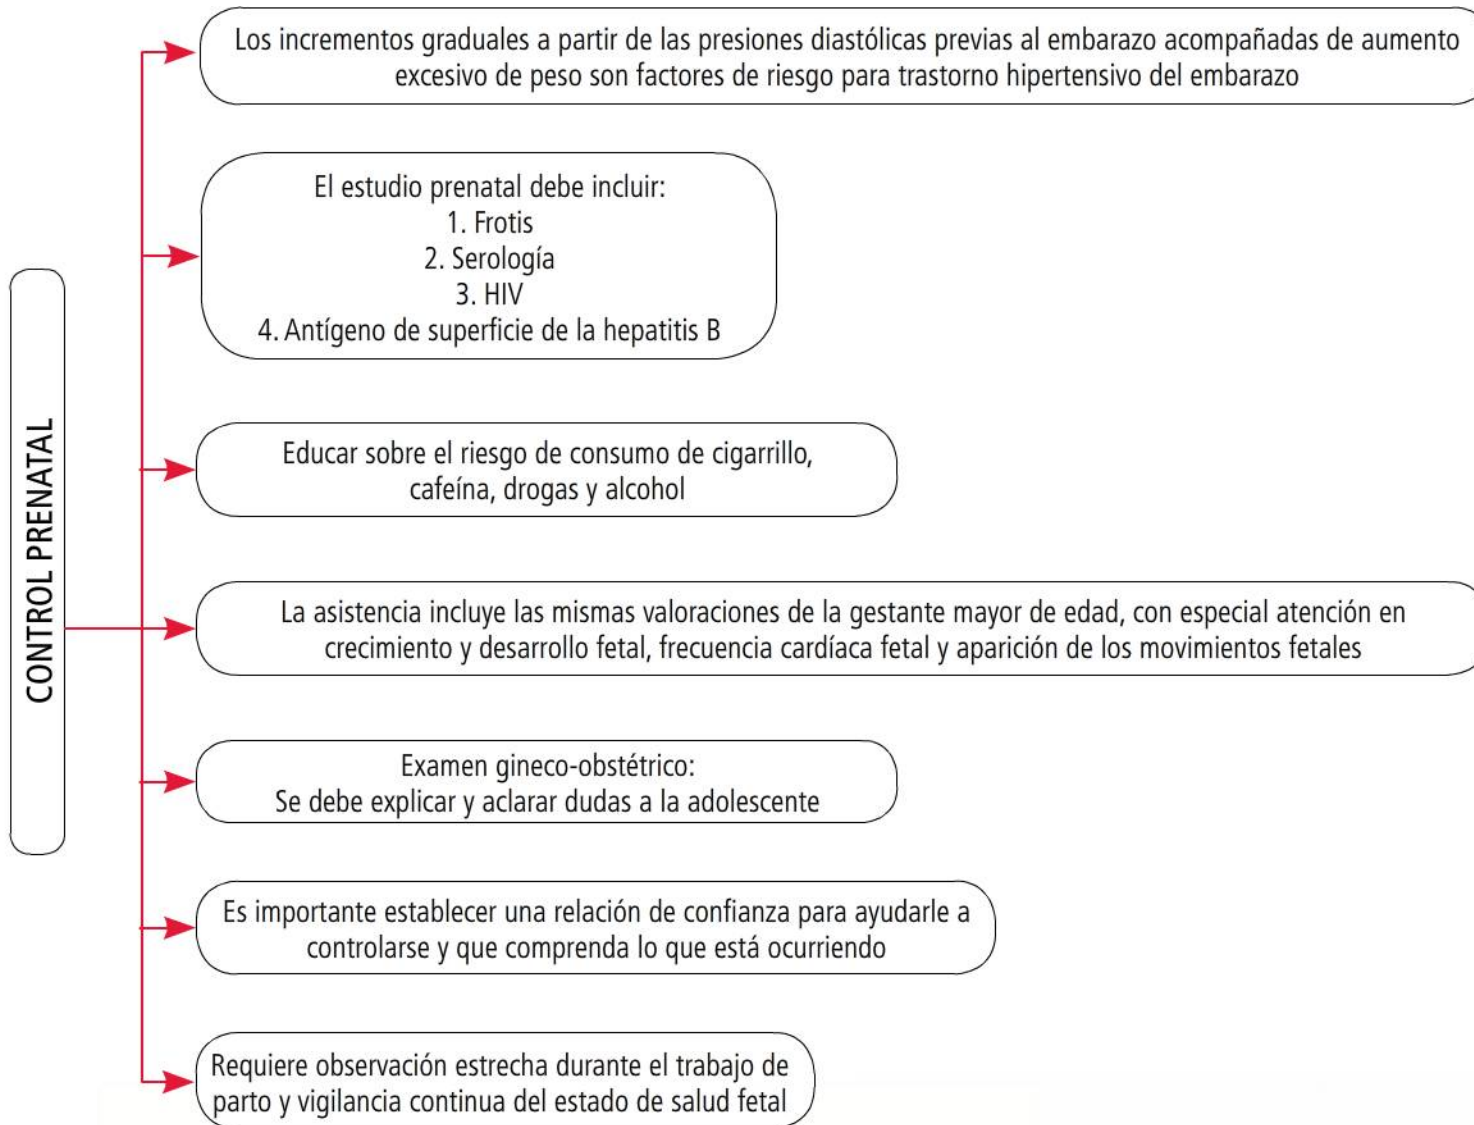 CONTROL PRENATAL
Los incrementos graduales a partir de las presiones diastólicas previas al embarazo acompañadas de aumento
excesivo de peso son factores de riesgo para trastorno hipertensivo del embarazo
El estudio prenatal debe incluir:
1. Frotis
2. Serología
3. HIV
4. Antígeno de superficie de la hepatitis B
Educar sobre el riesgo de consumo de cigarrillo,
cafeína, drogas y alcohol
La asistencia incluye las mismas valoraciones de la gestante mayor de edad, con especial atención en
crecimiento y desarrollo fetal, frecuencia cardíaca fetal y aparición de los movimientos fetales
Examen gineco-obstétrico:
Se debe explicar y aclarar dudas a la adolescente
Es importante establecer una relación de confianza para ayudarle a
controlarse y que comprenda lo que está ocurriendo
Requiere observación estrecha durante el trabajo de
parto y vigilancia continua del estado de salud fetal